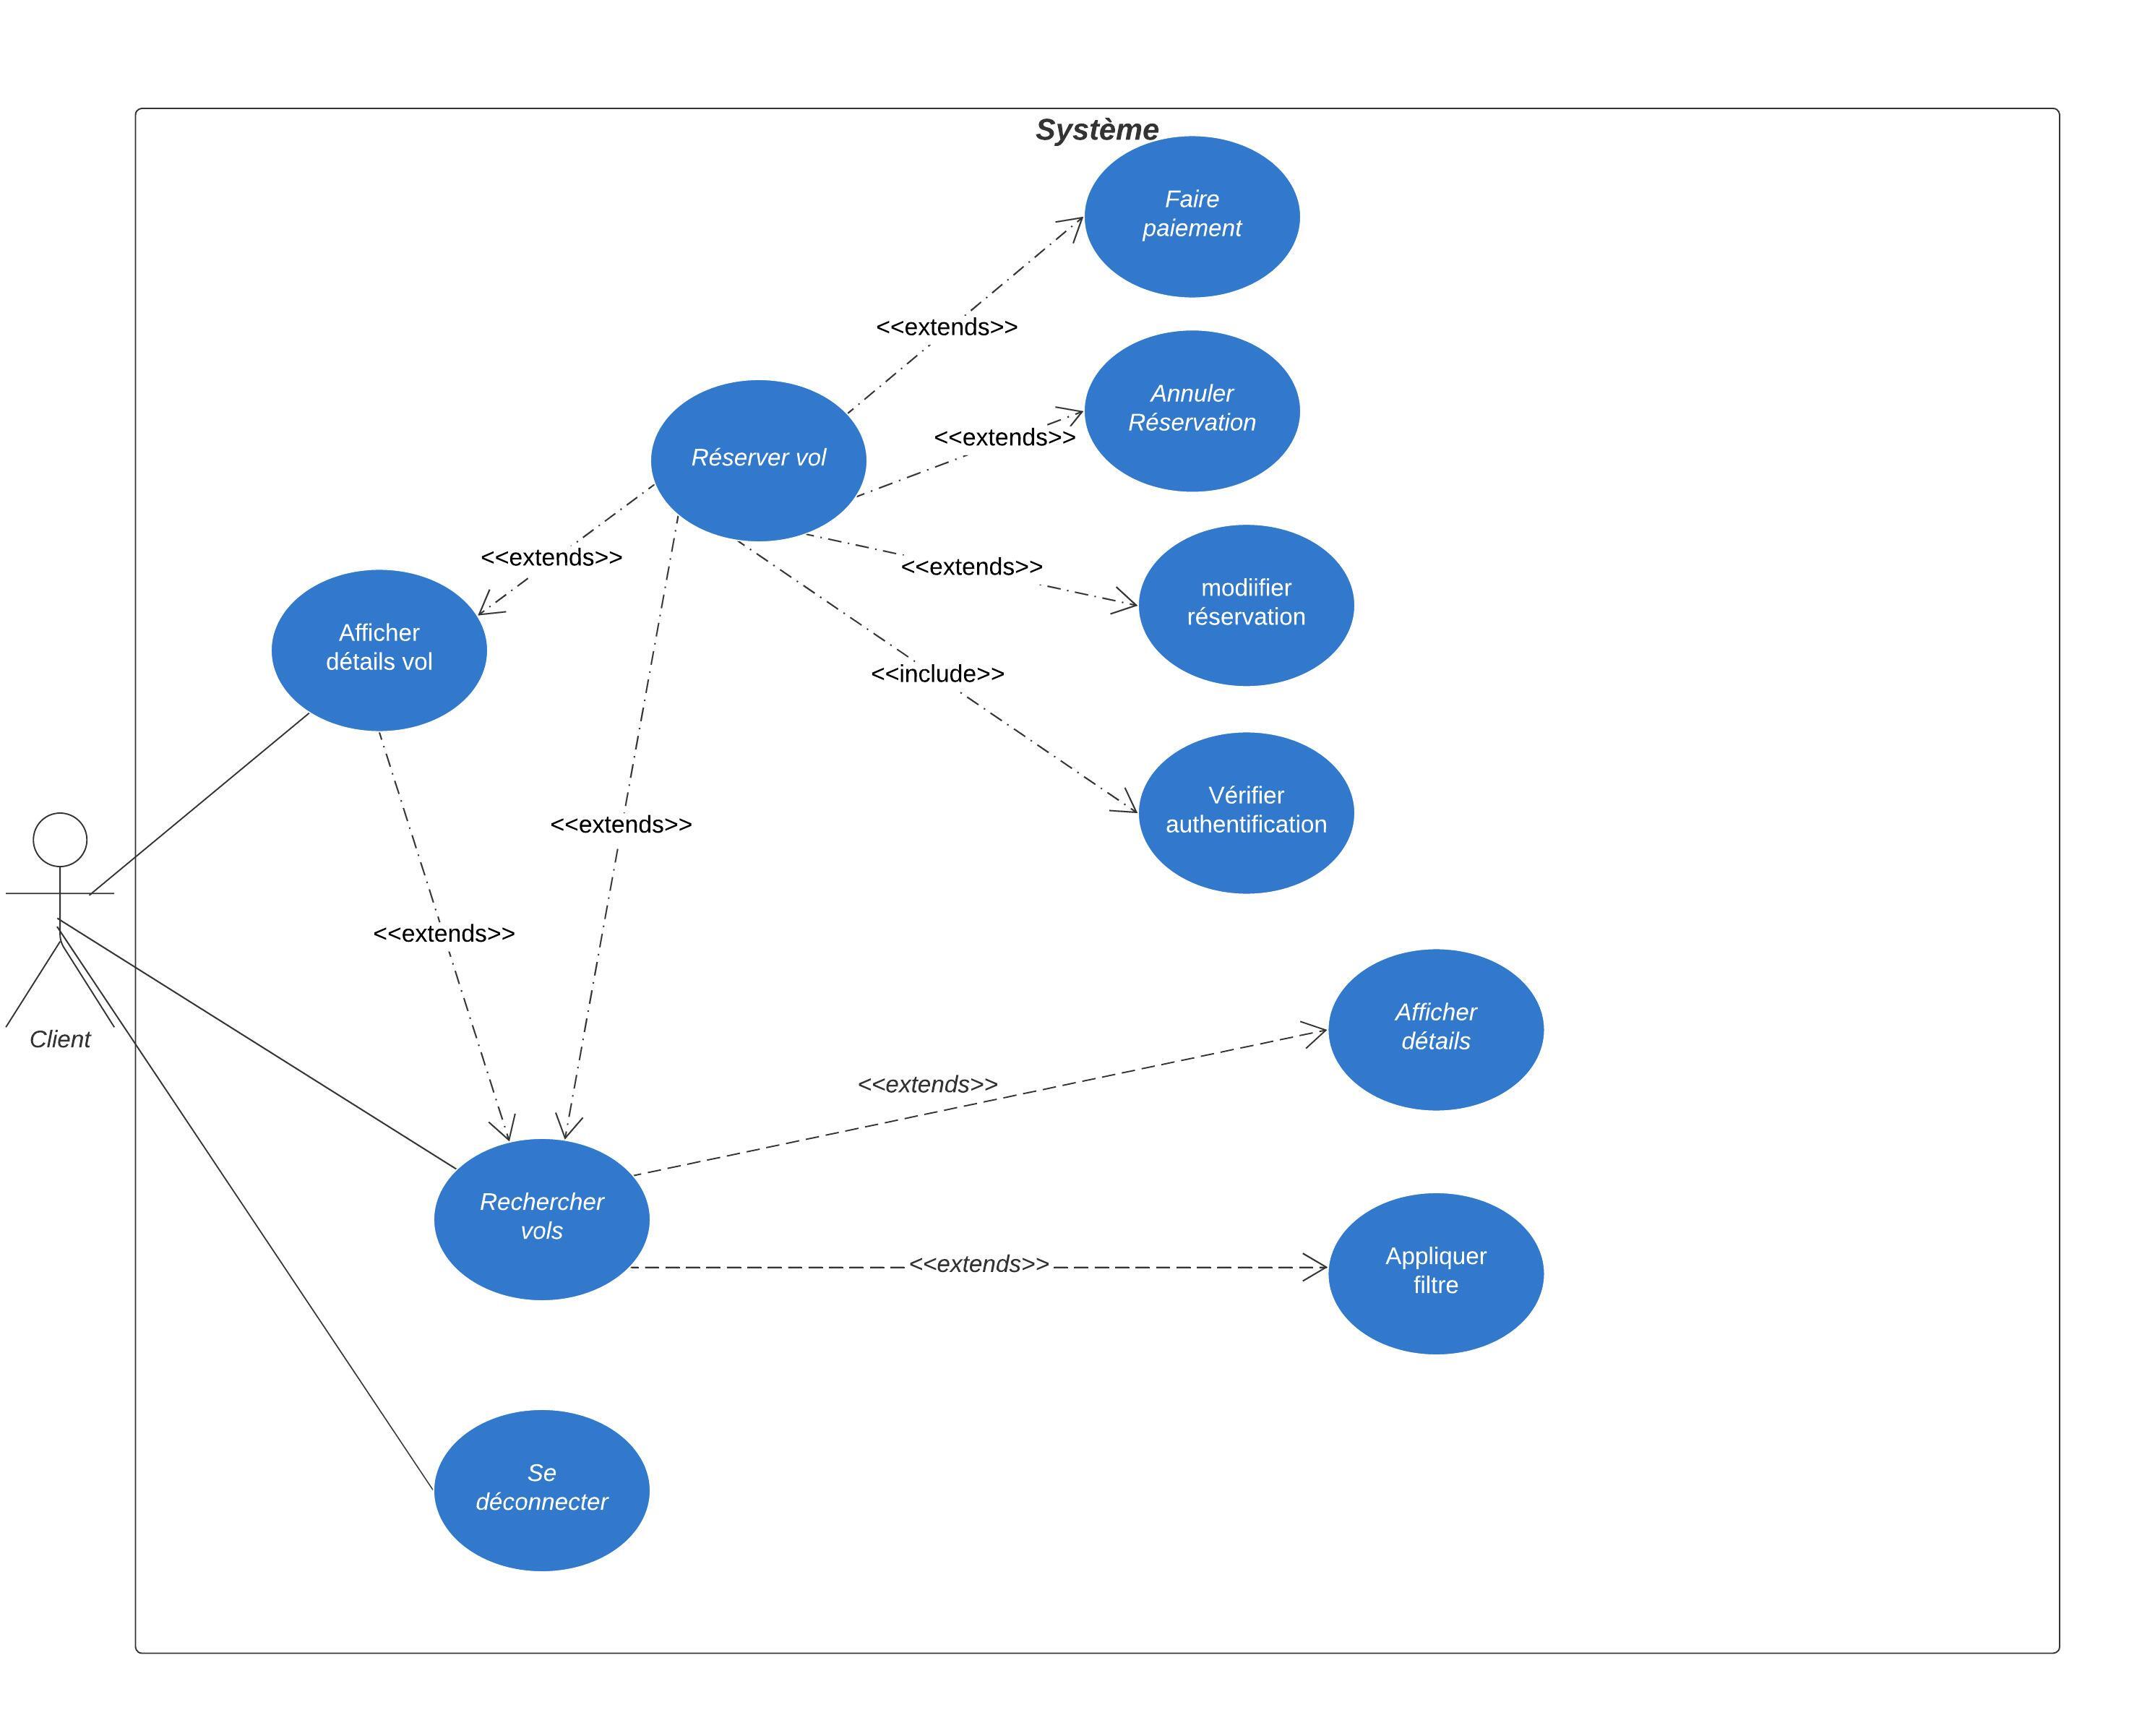 Système
Faire
paiement
<<extends>>
Annuler
Réservation
<<extends>>
Réserver vol
<<extends>>
<<extends>>
modiifier
réservation
Afficher
détails vol
<<include>>
Vérifier
authentification
<<extends>>
<<extends>>
Client
Afficher
détails
<<extends>>
Rechercher
vols
<<extends>>
Appliquer
filtre
Se
déconnecter